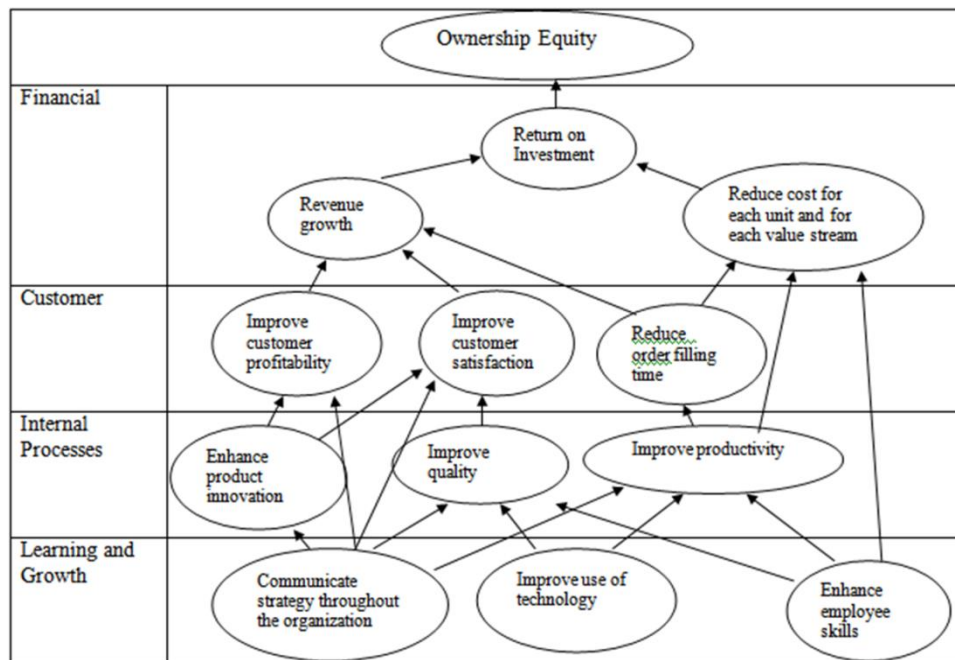 Ownership Equity
Financial
Return on
Investment
Revenue
growth
Reduce cost for
each unit and for
each value stream
Customer
Improve
customer
profitability
Improve
customer
satisfaction
Reduce
order filling
time
Internal
Processes
Enhance
product
innovation
Improve
quality
Improve productivity
Learning and
Growth
Communicate
strategy throughout
the organization
Improve use of
technology
Enhance
employee
skills